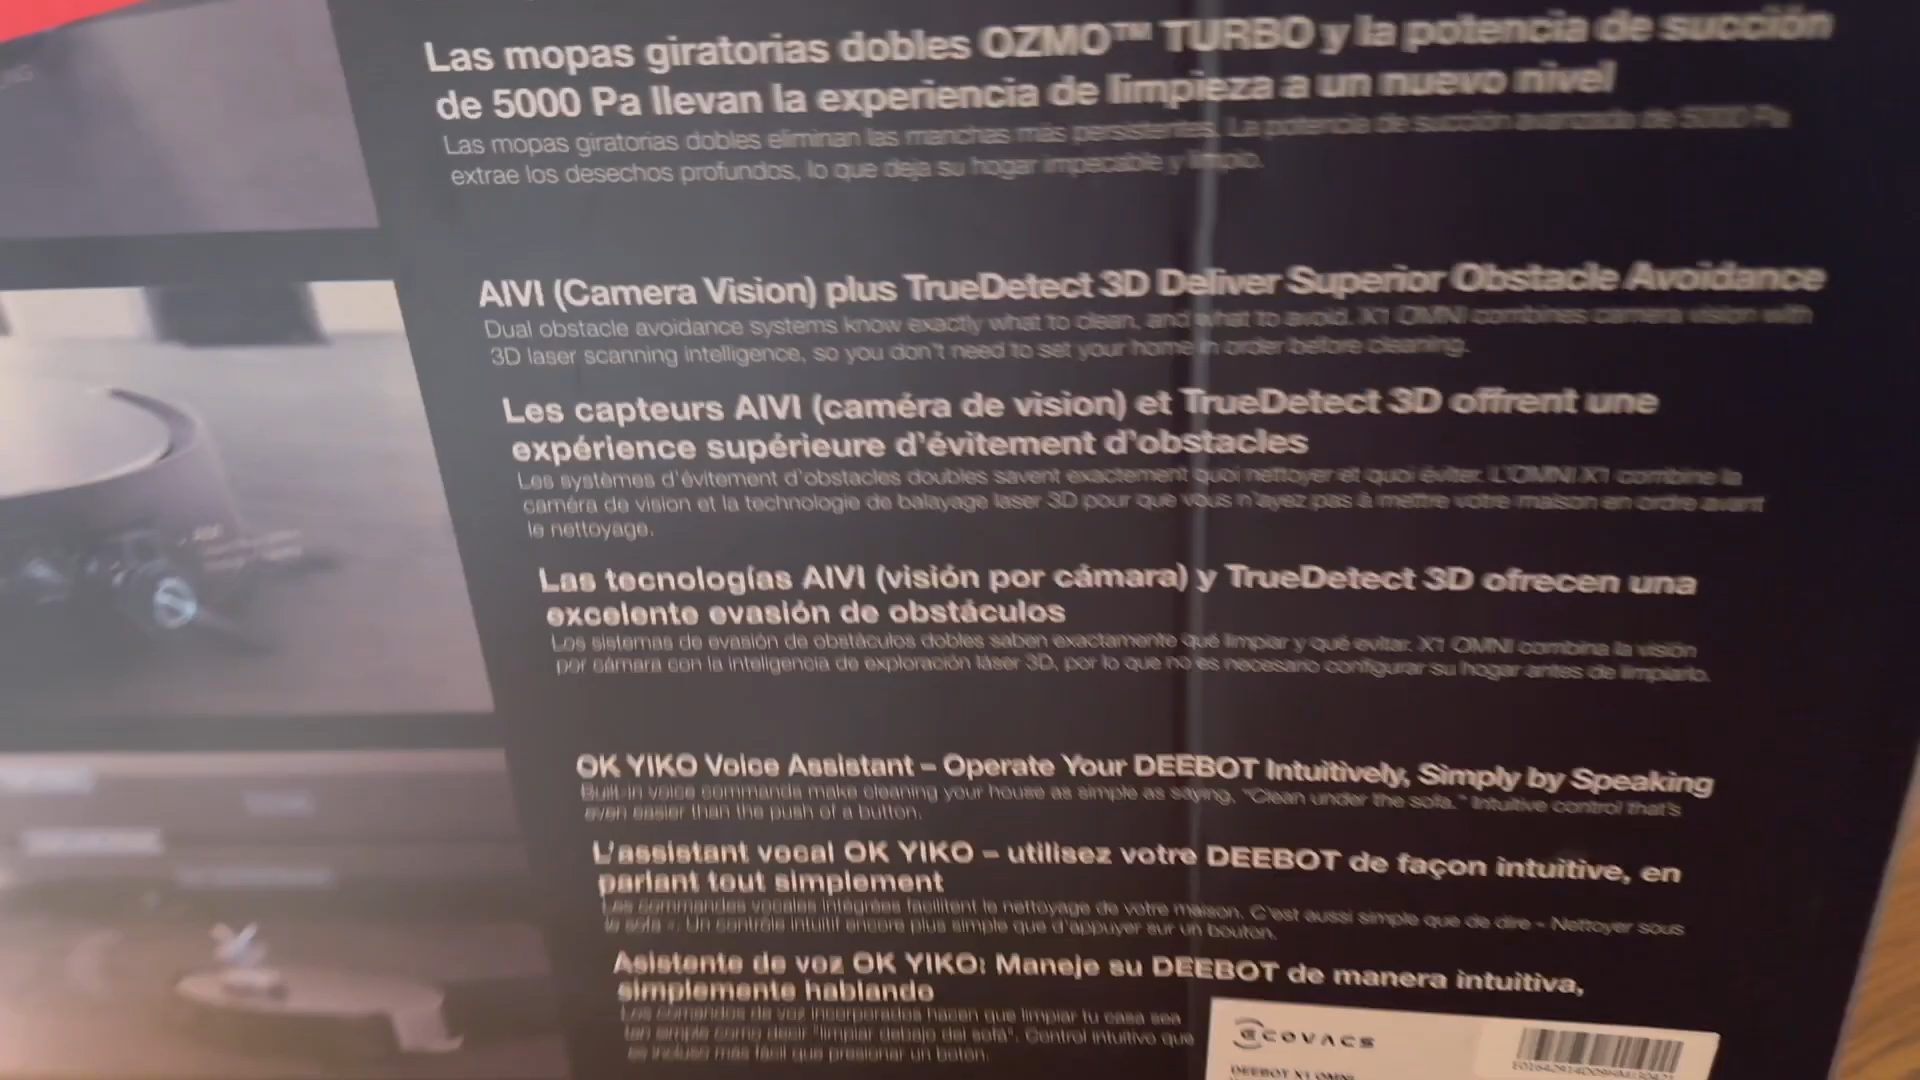 Las mopas giratorias dobles OZMO™ TURBO y la potencia de succión
de 5000 Pa llevan la experiencia de limpieza a un nuevo nivel
Las mopas giratorias dobles eliminan las manchas más persistentes. La potencia de succión avanzada de 5000 Pa
extrae los desechos profundos, lo que deja su hogar impecable y limpio.
AIVI (Camera Vision) plus TrueDetect 3D Deliver Superior Obstacle Avoidance
Dual obstacle avoidance systems know exactly what to clean, and what to avoid. X1 OMNI combines camera vision with
3D laser scanning intelligence, so you don't need to set your home in order before cleaning.
Les capteurs AIVI (caméra de vision) et TrueDetect 3D offrent une
expérience supérieure d'évitement d'obstacles
Les systèmes d'évitement d'obstacles doubles savent exactement quoi nettoyer et quoi éviter. L'OMNI X1 combine la
caméra de vision et la technologie de balayage laser 3D pour que vous n'ayez pas à mettre votre maison en ordre avant
le nettoyage.
Las tecnologías AIVI (visión por cámara) y TrueDetect 3D ofrecen una
excelente evasión de obstáculos
Los sistemas de evasión de obstáculos dobles saben exactamente qué limpiar y qué evitar. X1 OMNI combina la visión
por cámara con la inteligencia de exploración láser 3D, por lo que no es necesario configurar su hogar antes de limpiarlo.
OK YIKO Voice Assistant – Operate Your DEEBOT Intuitively, Simply by Speaking
Built-in voice commands make cleaning your house as simple as saying, "Clean under the sofa." Intuitive control that's
even easier than the push of a button.
L'assistant vocal OK YIKO – utilisez votre DEEBOT de façon intuitive, en
parlant tout simplement
Les commandes vocales intégrées facilitent le nettoyage de votre maison. C'est aussi simple que de dire « Nettoyer sous
le sofa ». Un contrôle intuitif encore plus simple que d'appuyer sur un bouton.
Asistente de voz OK YIKO: Maneje su DEEBOT de manera intuitiva,
simplemente hablando
Los comandos de voz incorporados hacen que limpiar tu casa sea
tan simple como decir "limpiar debajo del sofa". Control intuitivo que
es incluso más fácil que presionar un botón.
ECOVACS
DEEBOT X1 OMNI